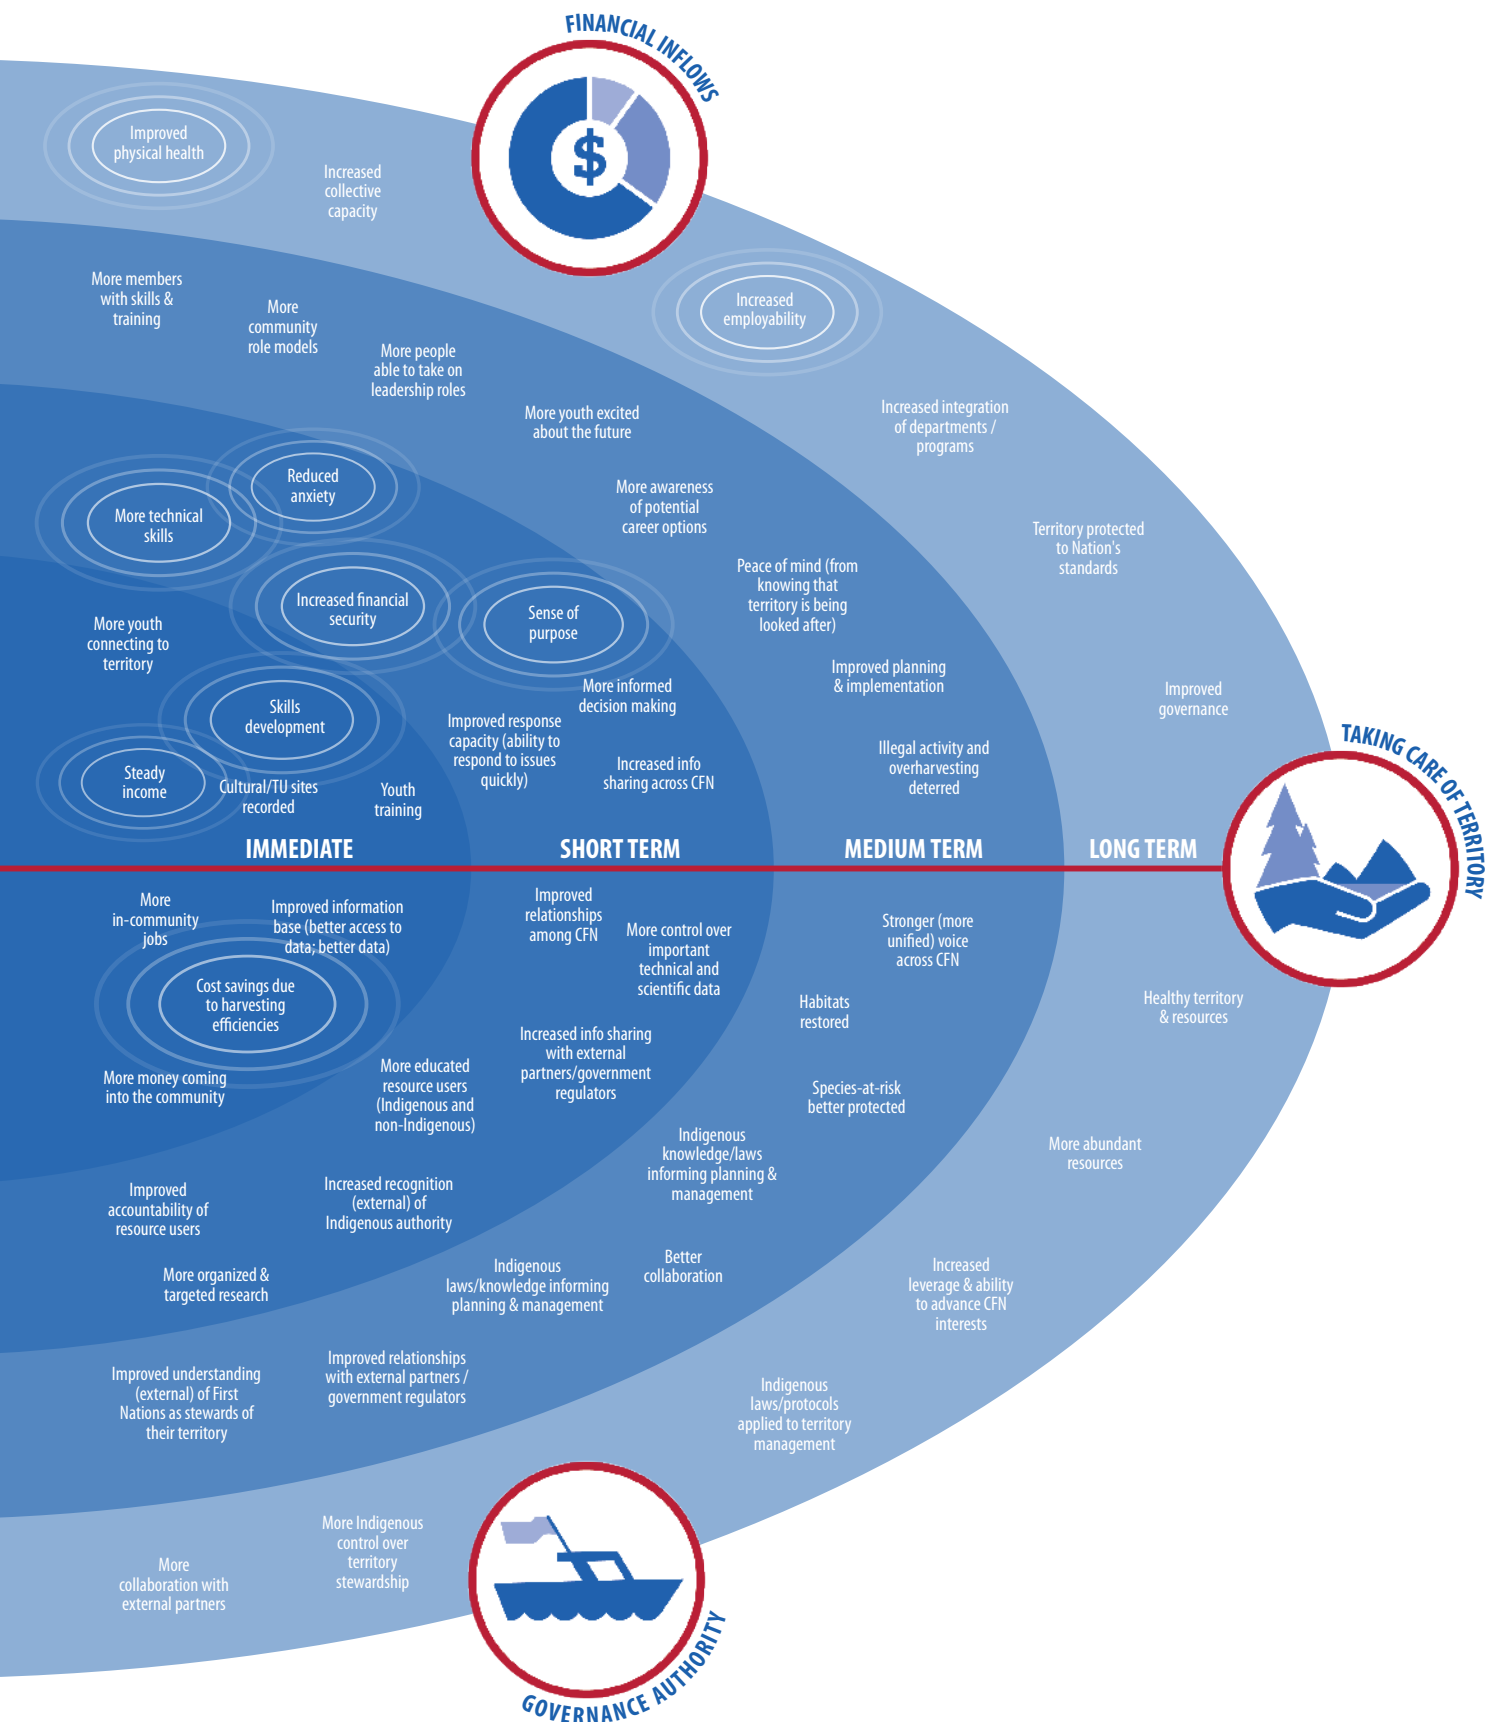 FINANCIAL INFLOWS
Improved
physical health
Increased
collective
capacity
More members
with skills &
training
More
community
role models
Increased
employability
More people
able to take on
leadership roles
More youth excited
about the future
Increased integration
of departments /
programs
Reduced
anxiety
More technical
skills
More awareness
of potential
career options
Territory protected
to Nation's
standards
Peace of mind (from
knowing that
territory is being
looked after)
Increased financial
security
Sense of
purpose
More youth
connecting to
territory
Improved planning
& implementation
More informed
decision making
Improved
governance
Skills
development
Improved response
capacity (ability to
respond to issues
quickly)
Increased info
sharing across CFN
Illegal activity and
overharvesting
deterred
Steady
income
Cultural/TU sites
recorded
Youth
training
TAKING CARE OF TERRITORY
IMMEDIATE
SHORT TERM
MEDIUM TERM
LONG TERM
More
in-community
jobs
Improved information
base (better access to
data; better data)
Improved
relationships
among CFN
More control over
important
technical and
scientific data
Stronger (more
unified) voice
across CFN
Cost savings due
to harvesting
efficiencies
Habitats
restored
Healthy territory
& resources
Increased info sharing
with external
partners/government
regulators
More money coming
into the community
More educated
resource users
(Indigenous and
non-Indigenous)
Species-at-risk
better protected
Indigenous
knowledge/laws
informing planning &
management
More abundant
resources
Improved
accountability of
resource users
Increased recognition
(external) of
Indigenous authority
More organized &
targeted research
Indigenous
laws/knowledge informing
planning & management
Better
collaboration
Increased
leverage & ability
to advance CFN
interests
Improved understanding
(external) of First
Nations as stewards of
their territory
Improved relationships
with external partners /
government regulators
Indigenous
laws/protocols
applied to territory
management
More Indigenous
control over
territory
stewardship
More
collaboration with
external partners
GOVERNANCE AUTHORITY
$